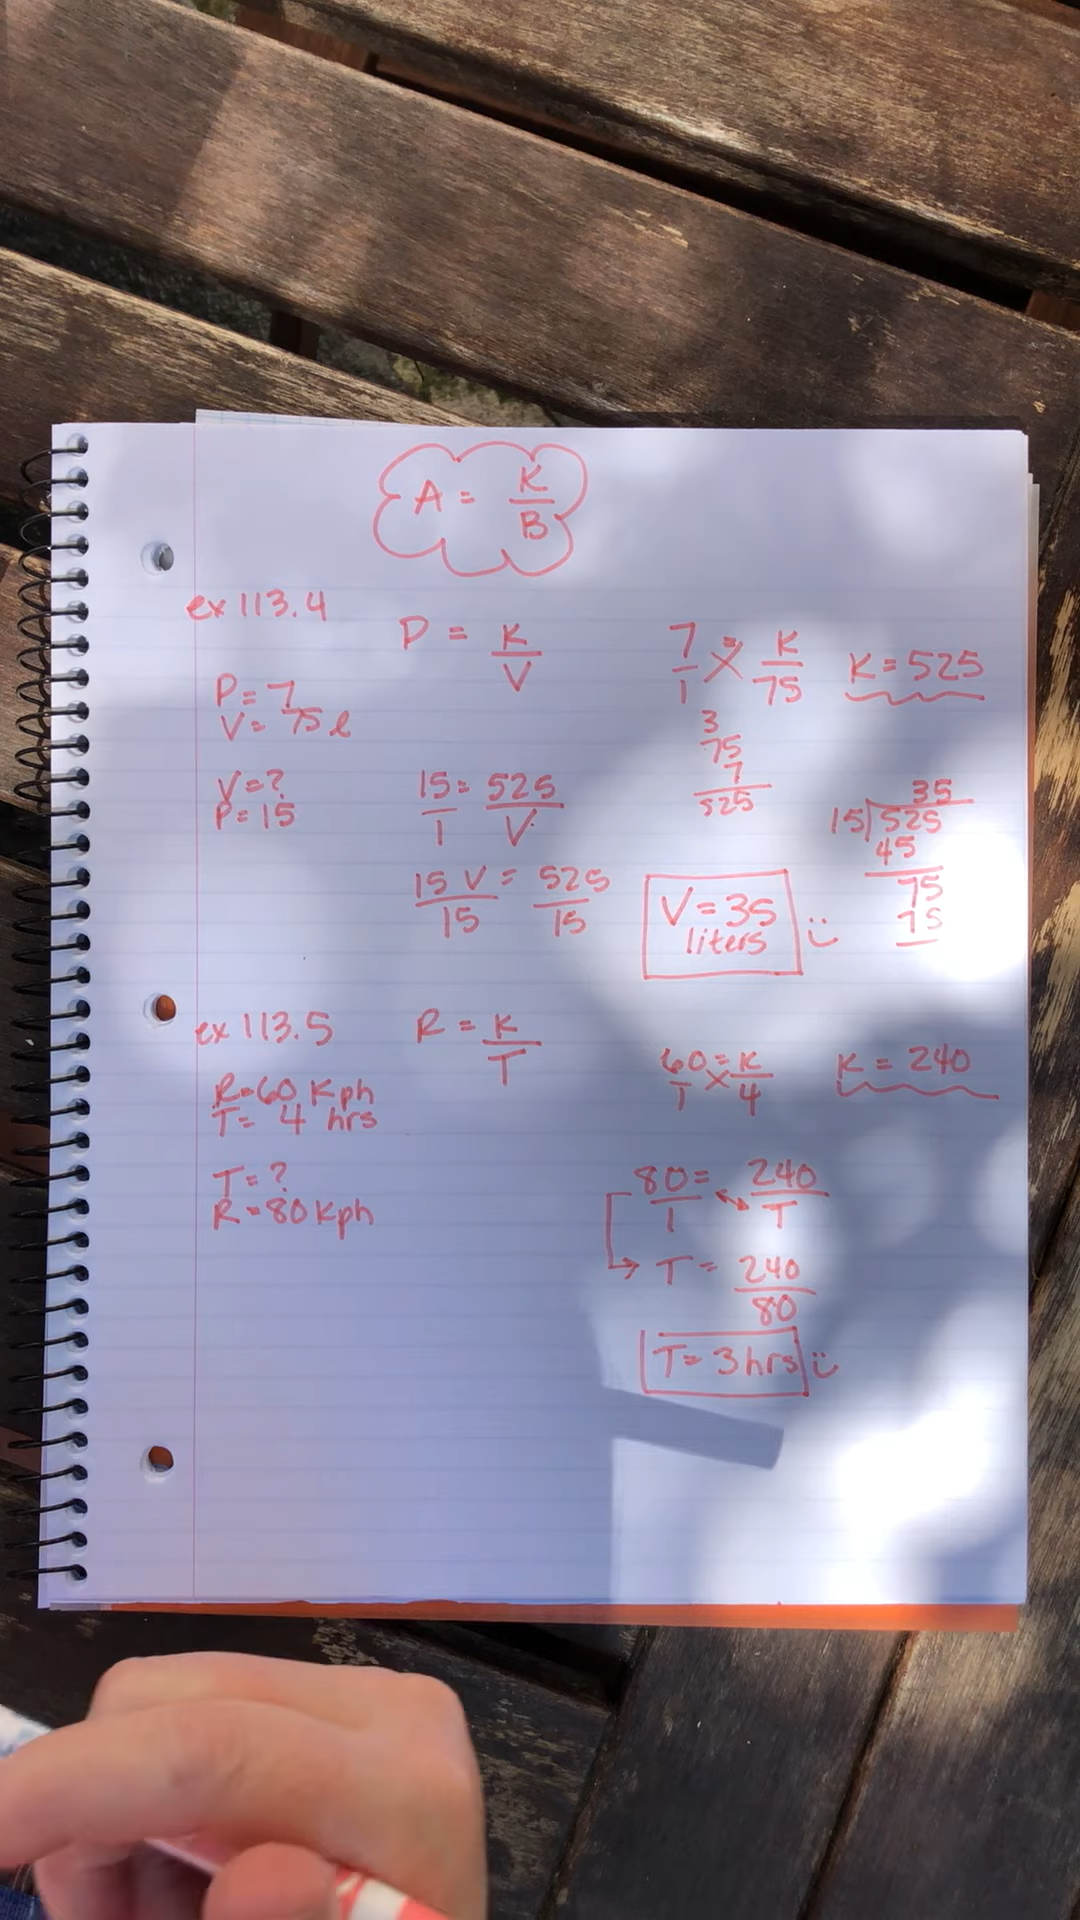 A = K/B
ex 113.4
P = K/V
7/1 = K/75
K = 525
P = 7
V = 75 l
3
75
7
525
V = ?
P = 15
15/1 = 525/V
35
15)525
45
75
75
15 V/15 = 525/15
V = 35
liters
ex 113.5
R = K/T
60/1 = K/4
K = 240
R = 60 Kph
T = 4 hrs
T = ?
R = 80 Kph
80/1 = 240/T
T = 240/80
T = 3 hrs